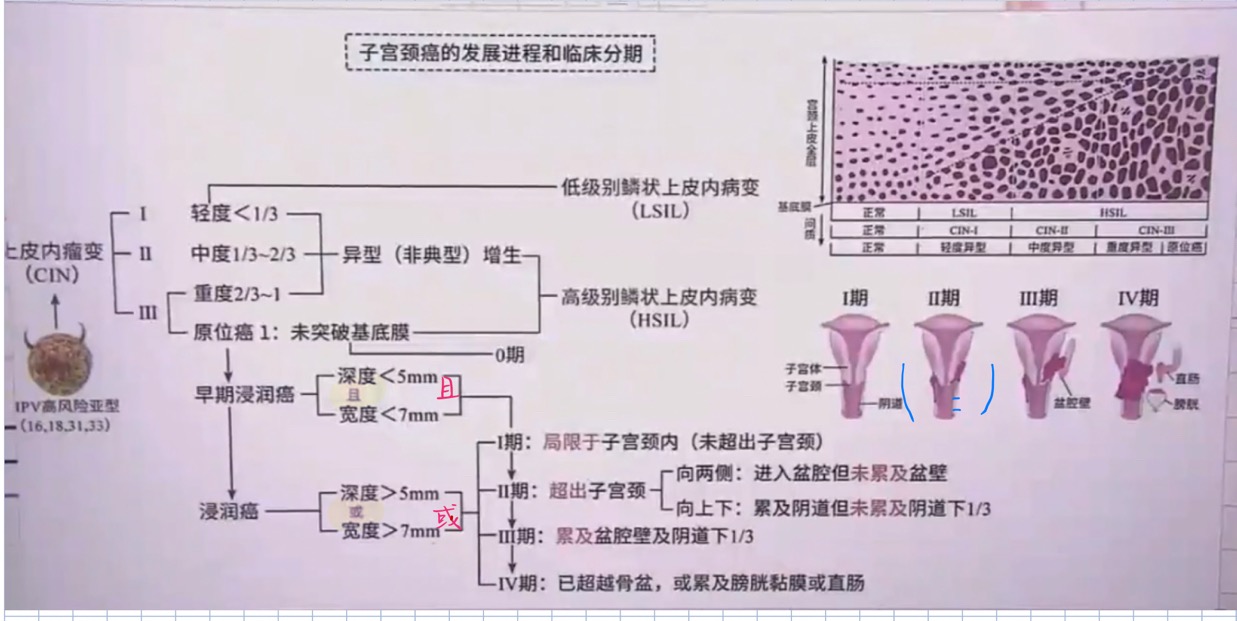 子宫颈癌的发展进程和临床分期
上皮内瘤变
（CIN）
I
II
III
轻度＜1/3
中度1/3~2/3
重度2/3~1
原位癌 1：未突破基底膜
异型（非典型）增生
低级别鳞状上皮内病变
（LSIL）
高级别鳞状上皮内病变
（HSIL）
0期
IPV高风险亚型
（16,18,31,33）
早期浸润癌
深度＜5mm
且
宽度＜7mm
且
浸润癌
深度＞5mm
或
宽度＞7mm
或
I期：局限于子宫颈内（未超出子宫颈）
II期：超出子宫颈
向两侧：进入盆腔但未累及盆壁
向上下：累及阴道但未累及阴道下1/3
III期：累及盆腔壁及阴道下1/3
IV期：已超越骨盆，或累及膀胱黏膜或直肠
宫颈上皮全层
基底膜
间质
正常 LSIL HSIL
正常 CIN-I CIN-II CIN-III
正常 轻度异型 中度异型 重度异型 原位癌
I期 II期 III期 IV期
子宫体
子宫颈
阴道
盆腔壁
直肠
膀胱